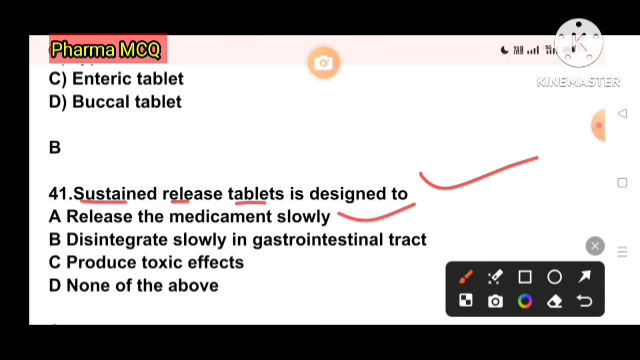 Pharma MCQ
KINEMASTER
C) Enteric tablet
D) Buccal tablet
B
41.Sustained release tablets is designed to
A Release the medicament slowly
B Disintegrate slowly in gastrointestinal tract
C Produce toxic effects
D None of the above